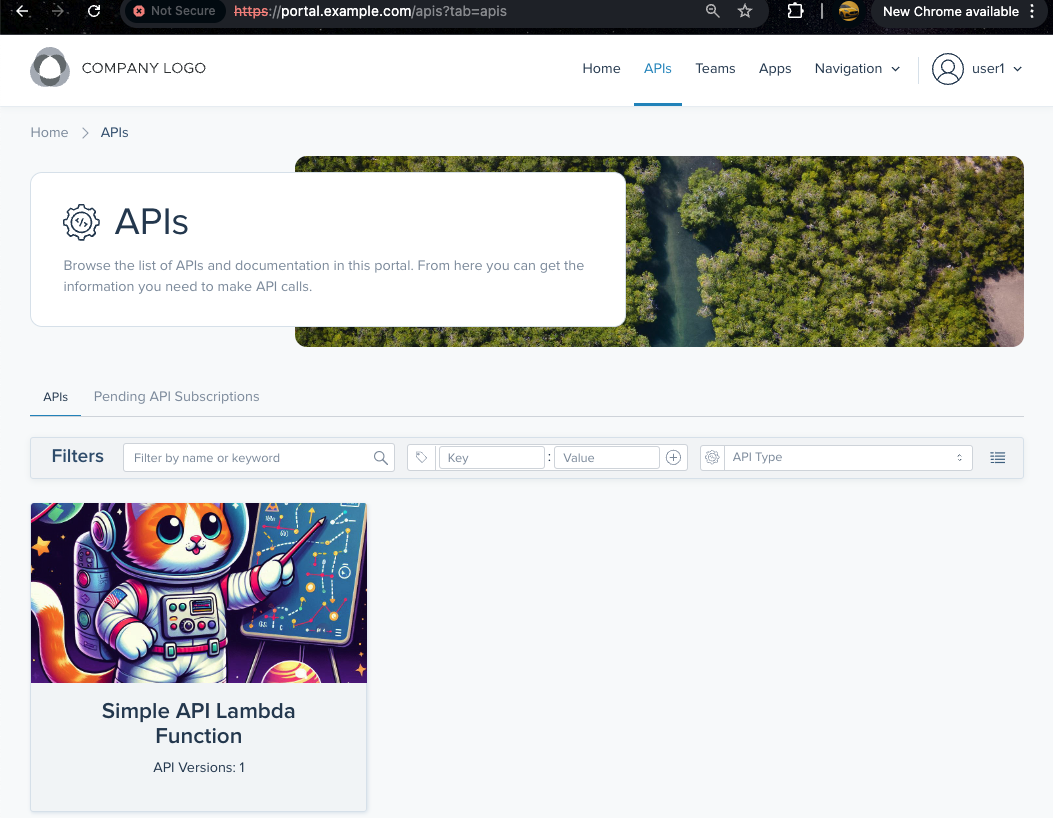 Not Secure
https://portal.example.com/apis?tab=apis
New Chrome available
COMPANY LOGO
Home
APIs
Teams
Apps
Navigation
user1
Home
APIs
APIs
Browse the list of APIs and documentation in this portal. From here you can get the
information you need to make API calls.
APIs
Pending API Subscriptions
Filters
Filter by name or keyword
Key
:
Value
API Type
Simple API Lambda
Function
API Versions: 1